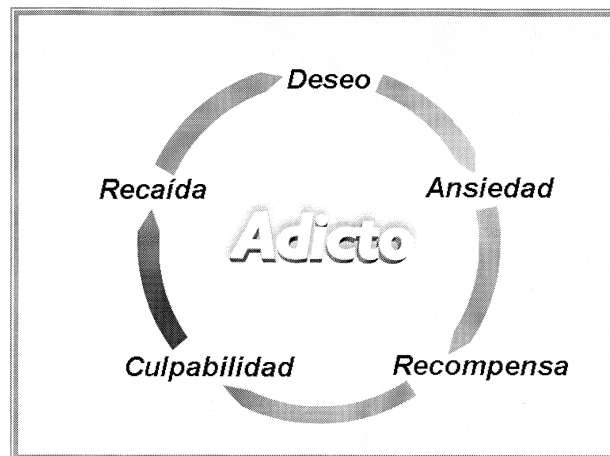 Deseo
Recaída
Ansiedad
Adicto
Culpabilidad
Recompensa